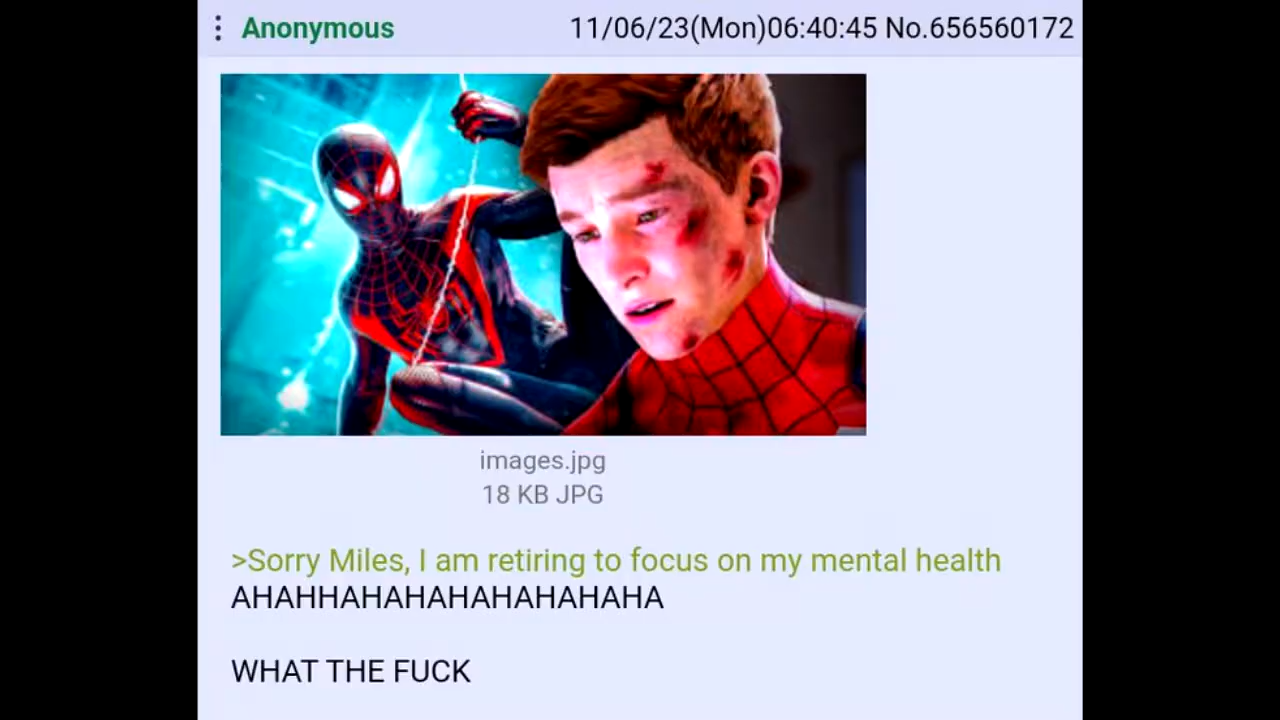 Anonymous 11/06/23(Mon)06:40:45 No.656560172
images.jpg
18 KB JPG
>Sorry Miles, I am retiring to focus on my mental health
AHAHHAHAHAHAHAHAHAHA
WHAT THE FUCK